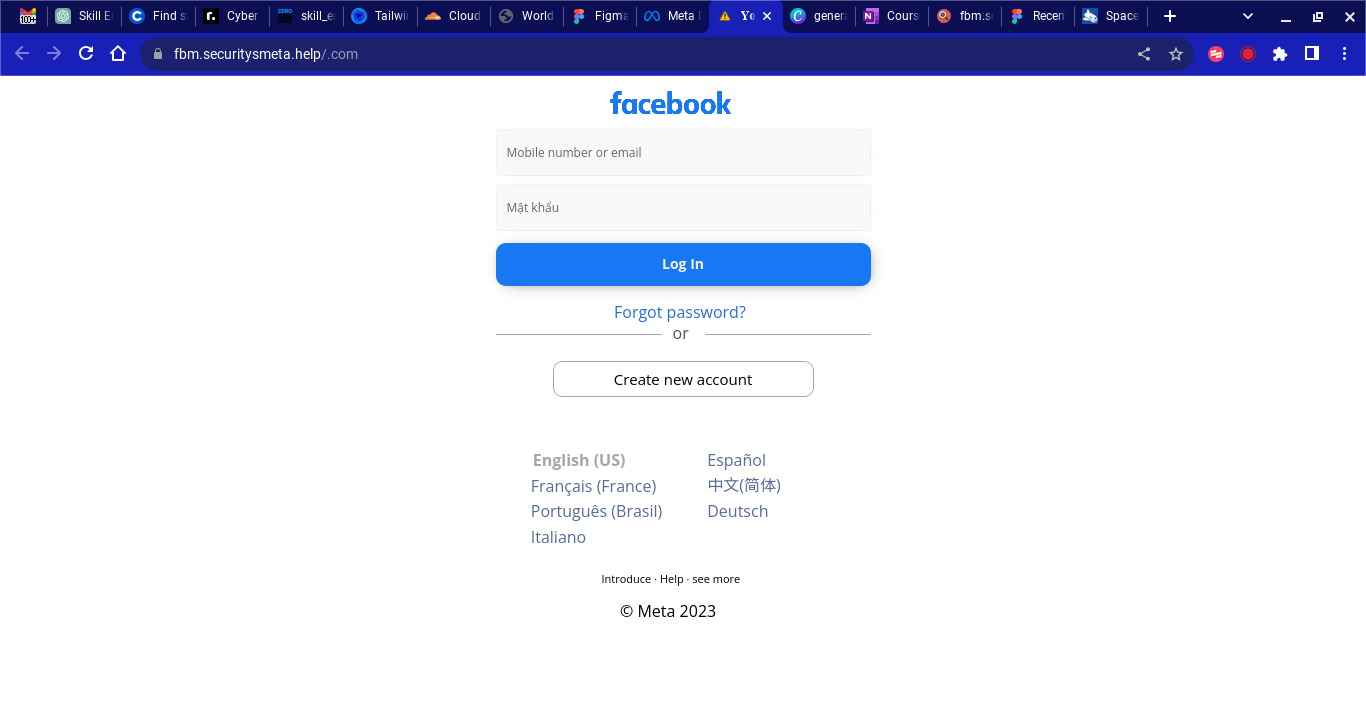 100+ Skill E Find s Cyber skill_e Tailwi Cloud World Figma Meta Yo gener Cours fbm.s Recen Space
fbm.securitysmeta.help/.com
facebook
Mobile number or email
Mật khẩu
Log In
Forgot password?
or
Create new account
English (US) Español
Français (France) 中文(简体)
Português (Brasil) Deutsch
Italiano
Introduce · Help · see more
© Meta 2023